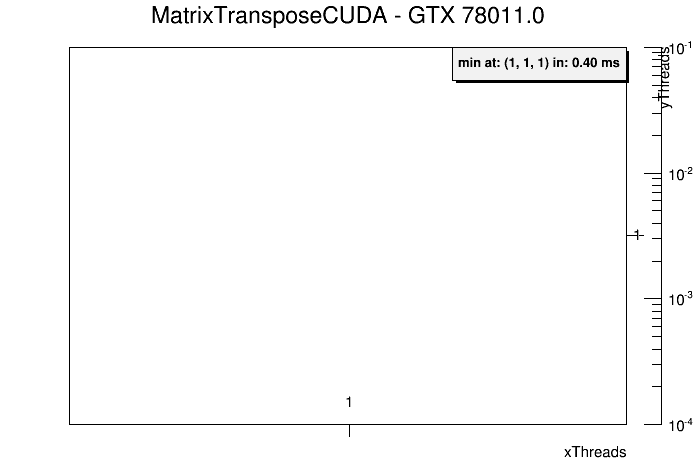 MatrixTransposeCUDA - GTX 78011.0
min at: (1, 1, 1) in: 0.40 ms
yThreads
10-1
10-2
1
10-3
1
10-4
xThreads